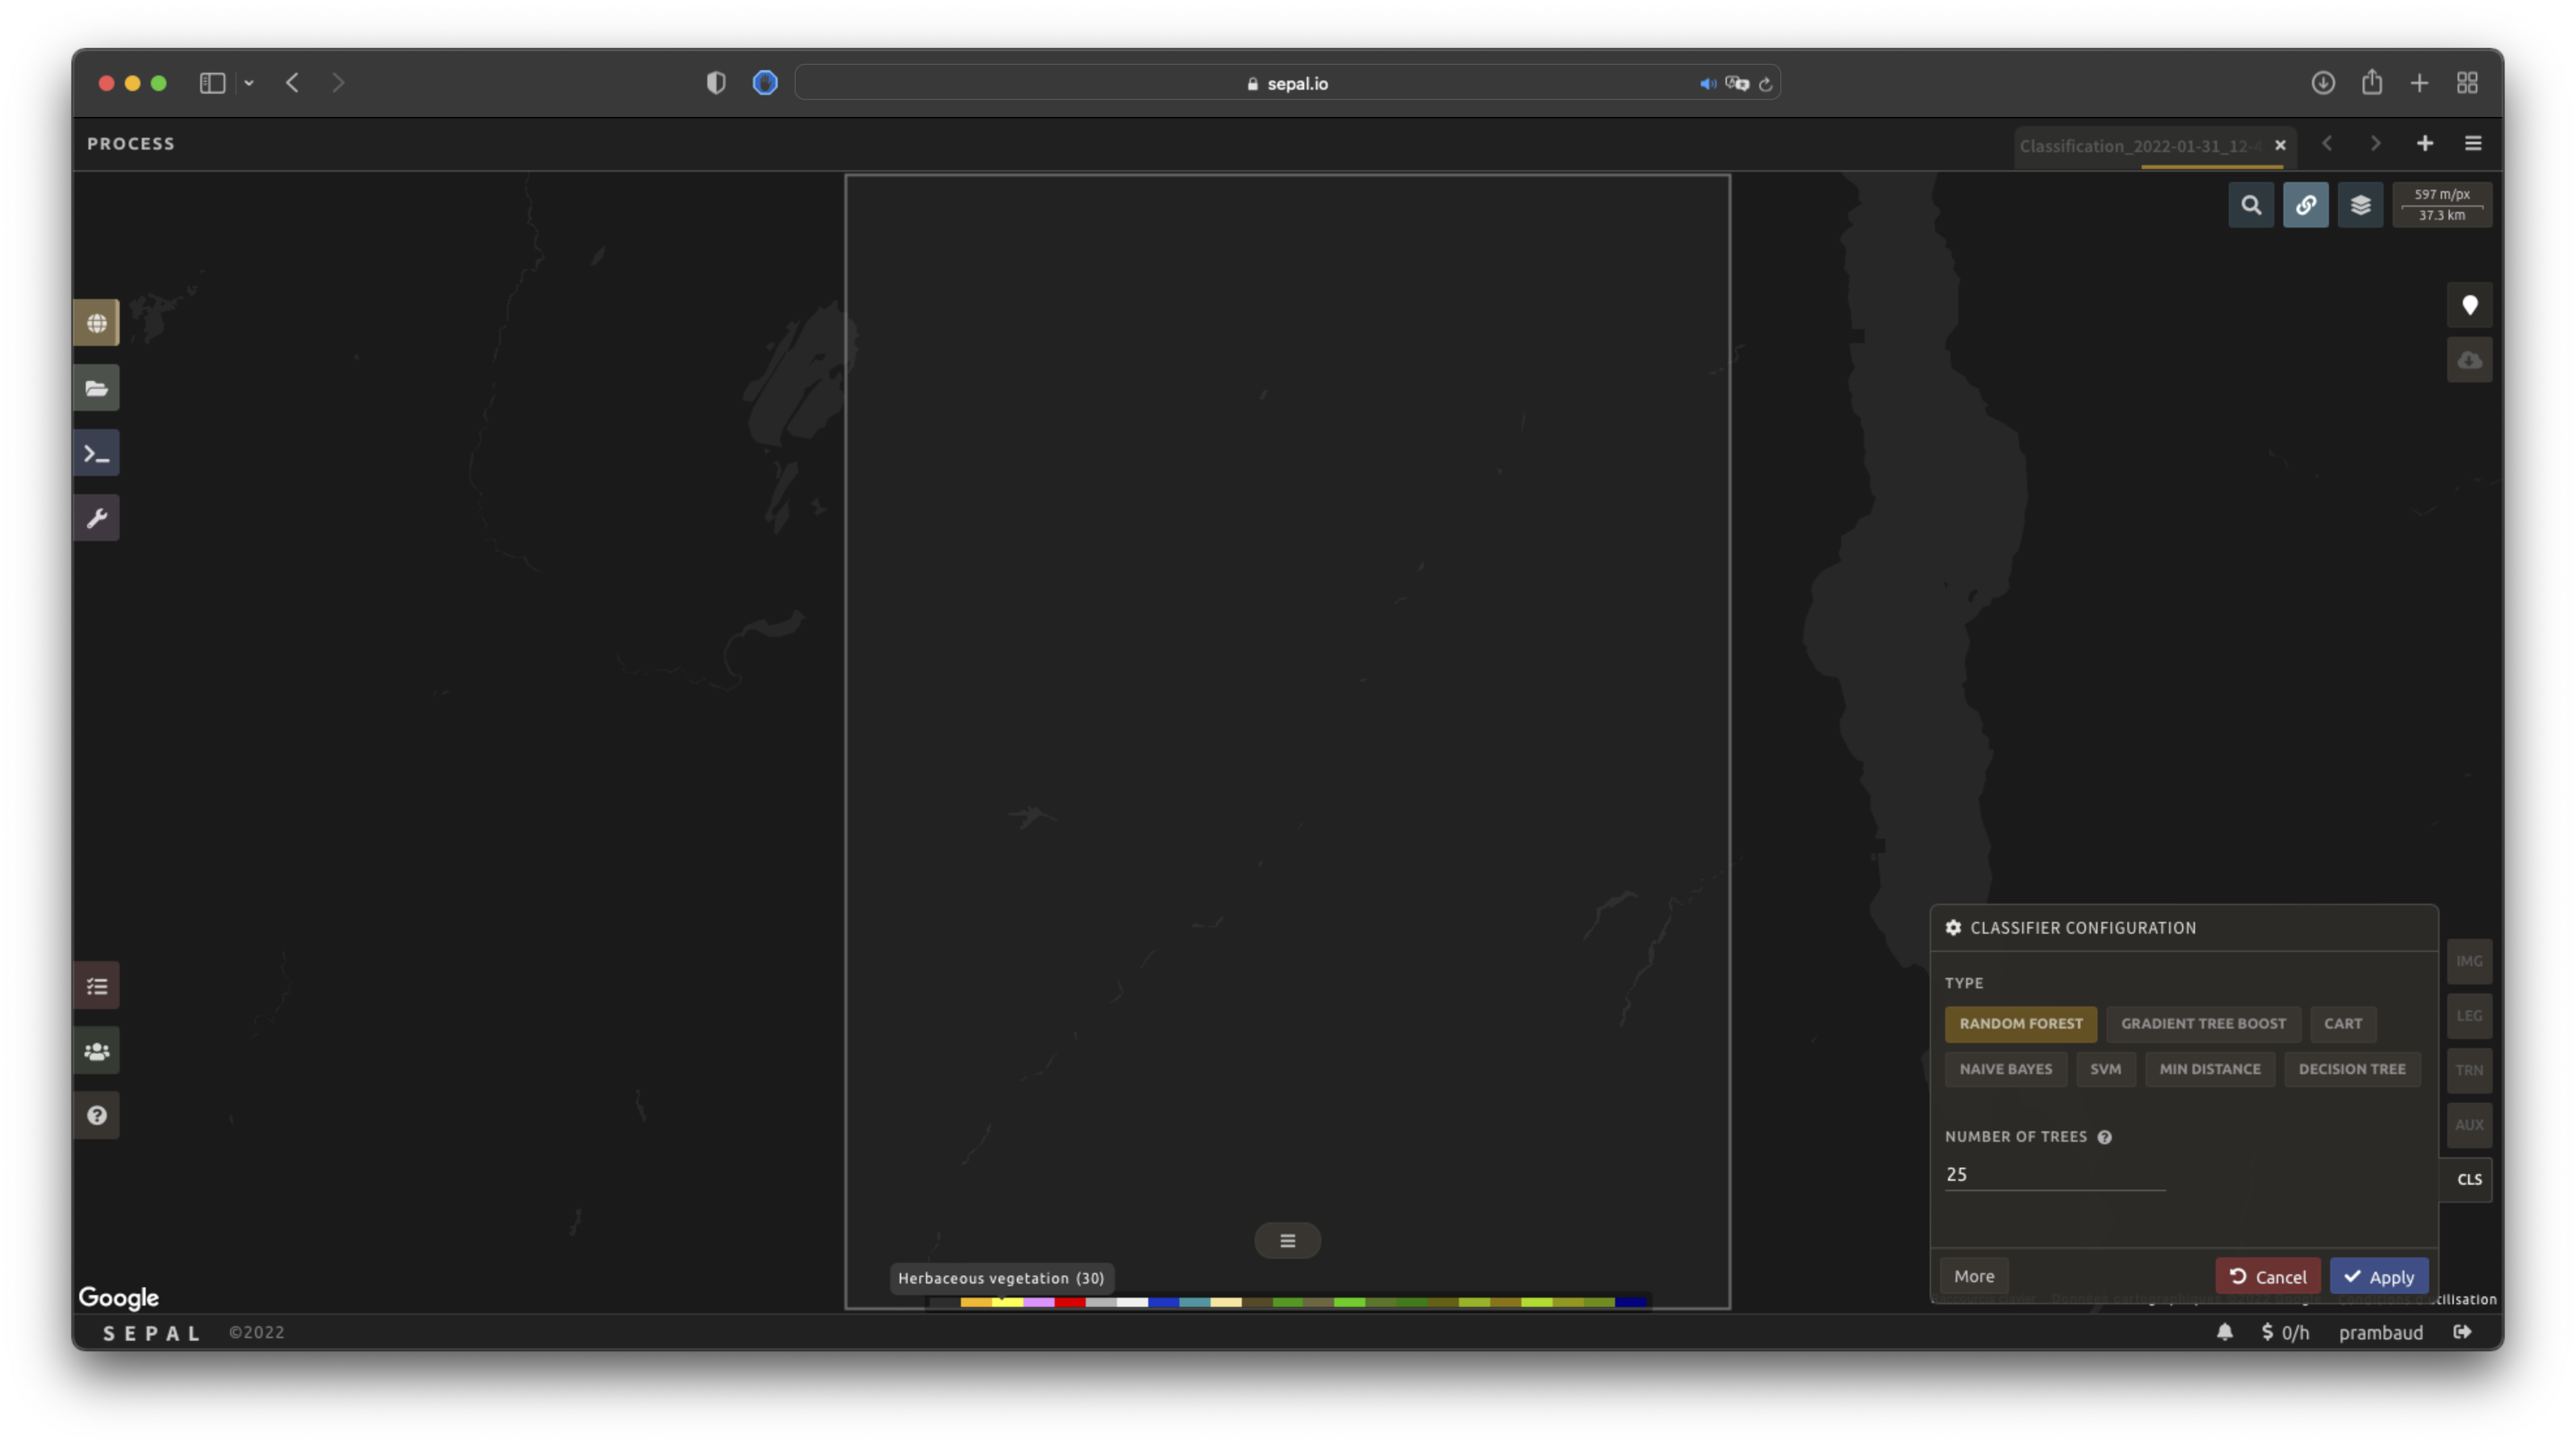 sepal.io
PROCESS
Classification_2022-01-31_12-4
597 m/px
37.3 km
CLASSIFIER CONFIGURATION
TYPE
RANDOM FOREST
GRADIENT TREE BOOST
CART
NAIVE BAYES
SVM
MIN DISTANCE
DECISION TREE
NUMBER OF TREES
25
More
Cancel
Apply
IMG
LEG
TRN
AUX
CLS
Herbaceous vegetation (30)
Google
SEPAL ©2022
$ 0/h
prambaud